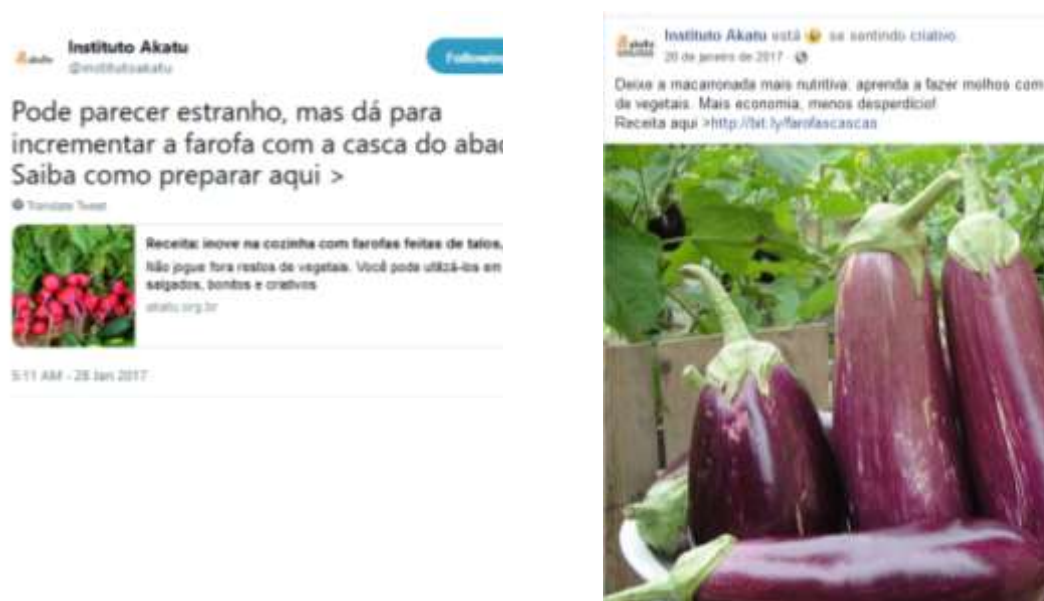 Instituto Akatu
@institutoakatu
Following
Pode parecer estranho, mas dá para
incrementar a farofa com a casca do abac
Saiba como preparar aqui >
Translate Tweet
Receita: inove na cozinha com farofas feitas de talos,
Não jogue fora restos de vegetais. Você pode utilizá-los em
salgados, bonitos e criativos
akatu.org.br
5:11 AM - 28 Jan 2017
Instituto Akatu está se sentindo criativo.
de janeiro de 2017
Deixe a macarronada mais nutritiva: aprenda a fazer molhos com
de vegetais. Mais economia, menos desperdício!
Receita aqui >http://bit.ly/farofascascas